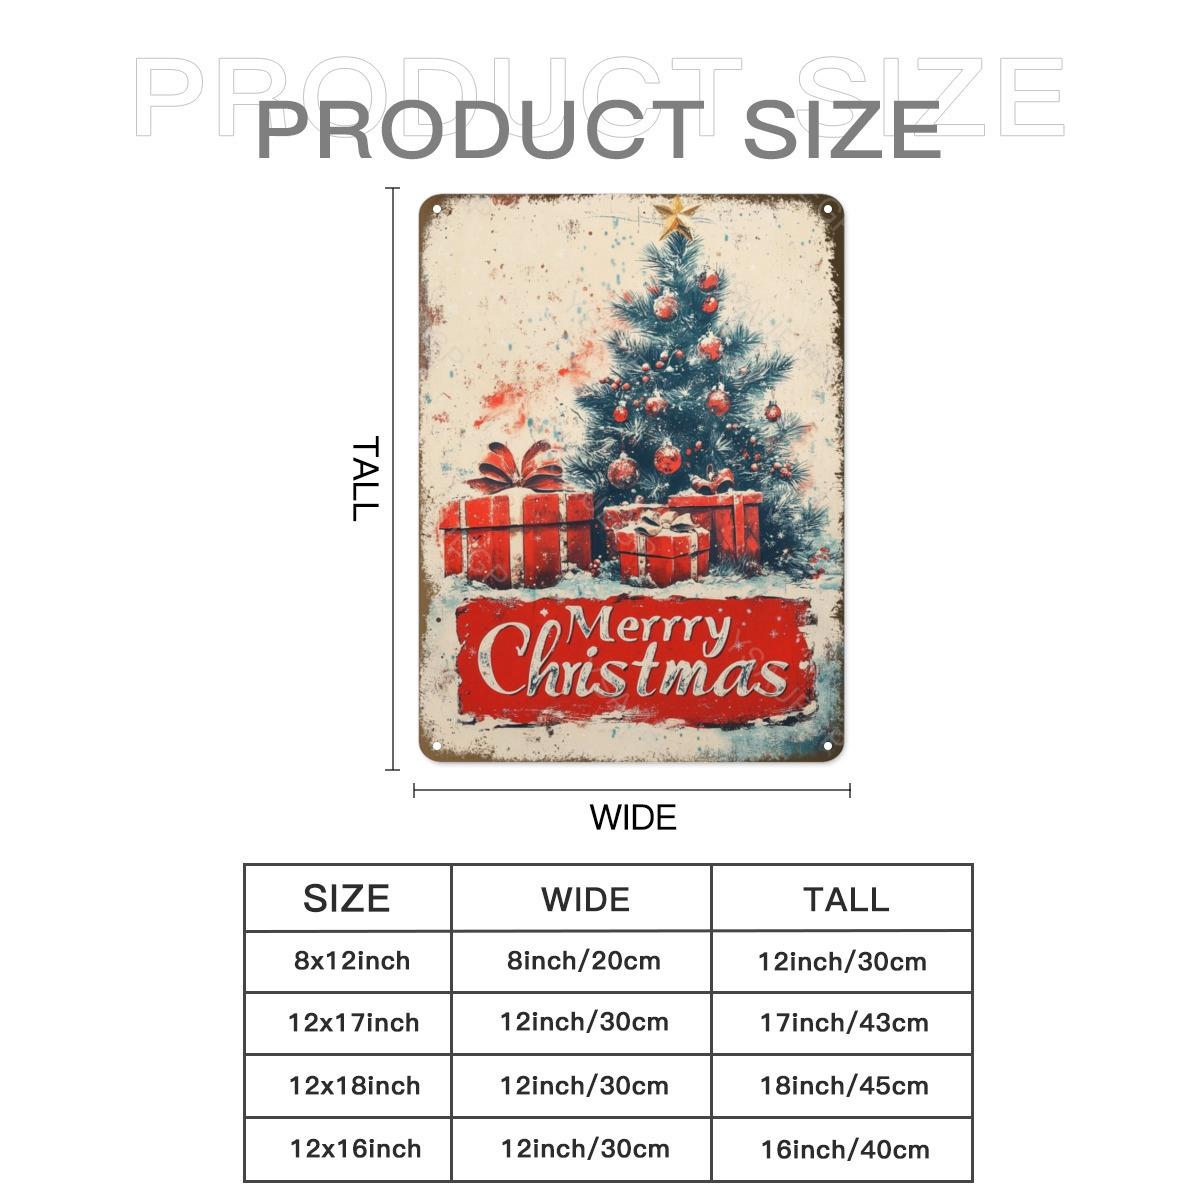 PRODUCT SIZE
PRODUCT SIZE
TALL
Merrry
Christmas
WIDE
SIZE WIDE TALL
8x12inch 8inch/20cm 12inch/30cm
12x17inch 12inch/30cm 17inch/43cm
12x18inch 12inch/30cm 18inch/45cm
12x16inch 12inch/30cm 16inch/40cm